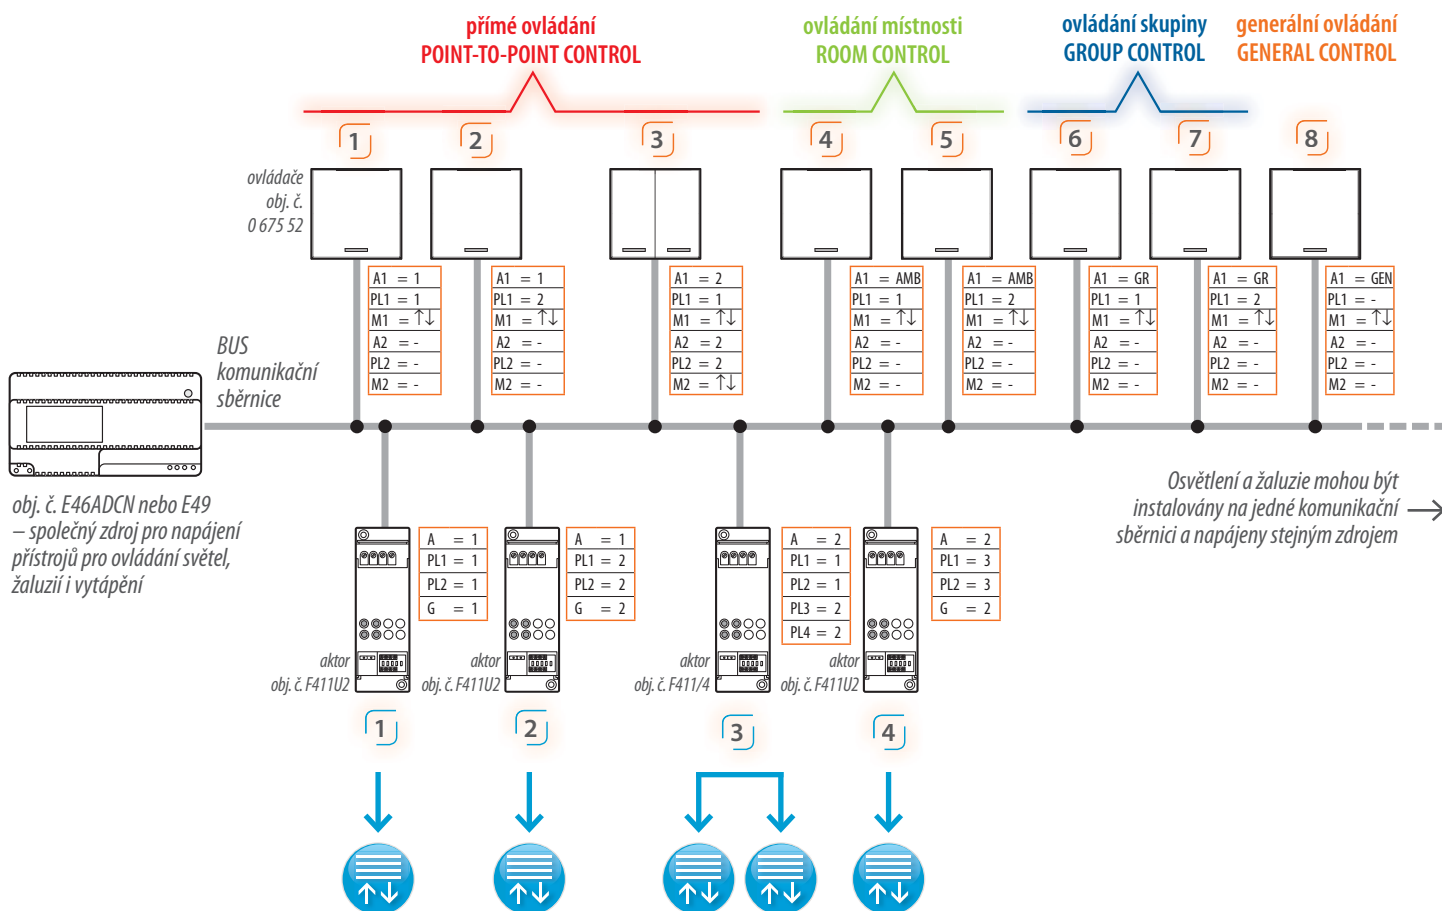 přímé ovládání
POINT-TO-POINT CONTROL
ovládání místnosti
ROOM CONTROL
ovládání skupiny
GROUP CONTROL
generální ovládání
GENERAL CONTROL
1
2
3
4
5
6
7
8
ovládače
obj. č.
0 675 52
A1 = 1
PL1 = 1
M1 = ↑↓
A2 = -
PL2 = -
M2 = -
A1 = 1
PL1 = 2
M1 = ↑↓
A2 = -
PL2 = -
M2 = -
A1 = 2
PL1 = 1
M1 = ↑↓
A2 = 2
PL2 = 2
M2 = ↑↓
A1 = AMB
PL1 = 1
M1 = ↑↓
A2 = -
PL2 = -
M2 = -
A1 = AMB
PL1 = 2
M1 = ↑↓
A2 = -
PL2 = -
M2 = -
A1 = GR
PL1 = 1
M1 = ↑↓
A2 = -
PL2 = -
M2 = -
A1 = GR
PL1 = 2
M1 = ↑↓
A2 = -
PL2 = -
M2 = -
A1 = GEN
PL1 = -
M1 = ↑↓
A2 = -
PL2 = -
M2 = -
BUS
komunikační
sběrnice
obj. č. E46ADCN nebo E49
– společný zdroj pro napájení
přístrojů pro ovládání světel,
žaluzií i vytápění
Osvětlení a žaluzie mohou být
instalovány na jedné komunikační
sběrnici a napájeny stejným zdrojem
A = 1
PL1 = 1
PL2 = 1
G = 1
aktor
obj. č. F411U2
A = 1
PL1 = 2
PL2 = 2
G = 2
aktor
obj. č. F411U2
A = 2
PL1 = 1
PL2 = 1
PL3 = 2
PL4 = 2
aktor
obj. č. F411/4
A = 2
PL1 = 3
PL2 = 3
G = 2
aktor
obj. č. F411U2
1
2
3
4